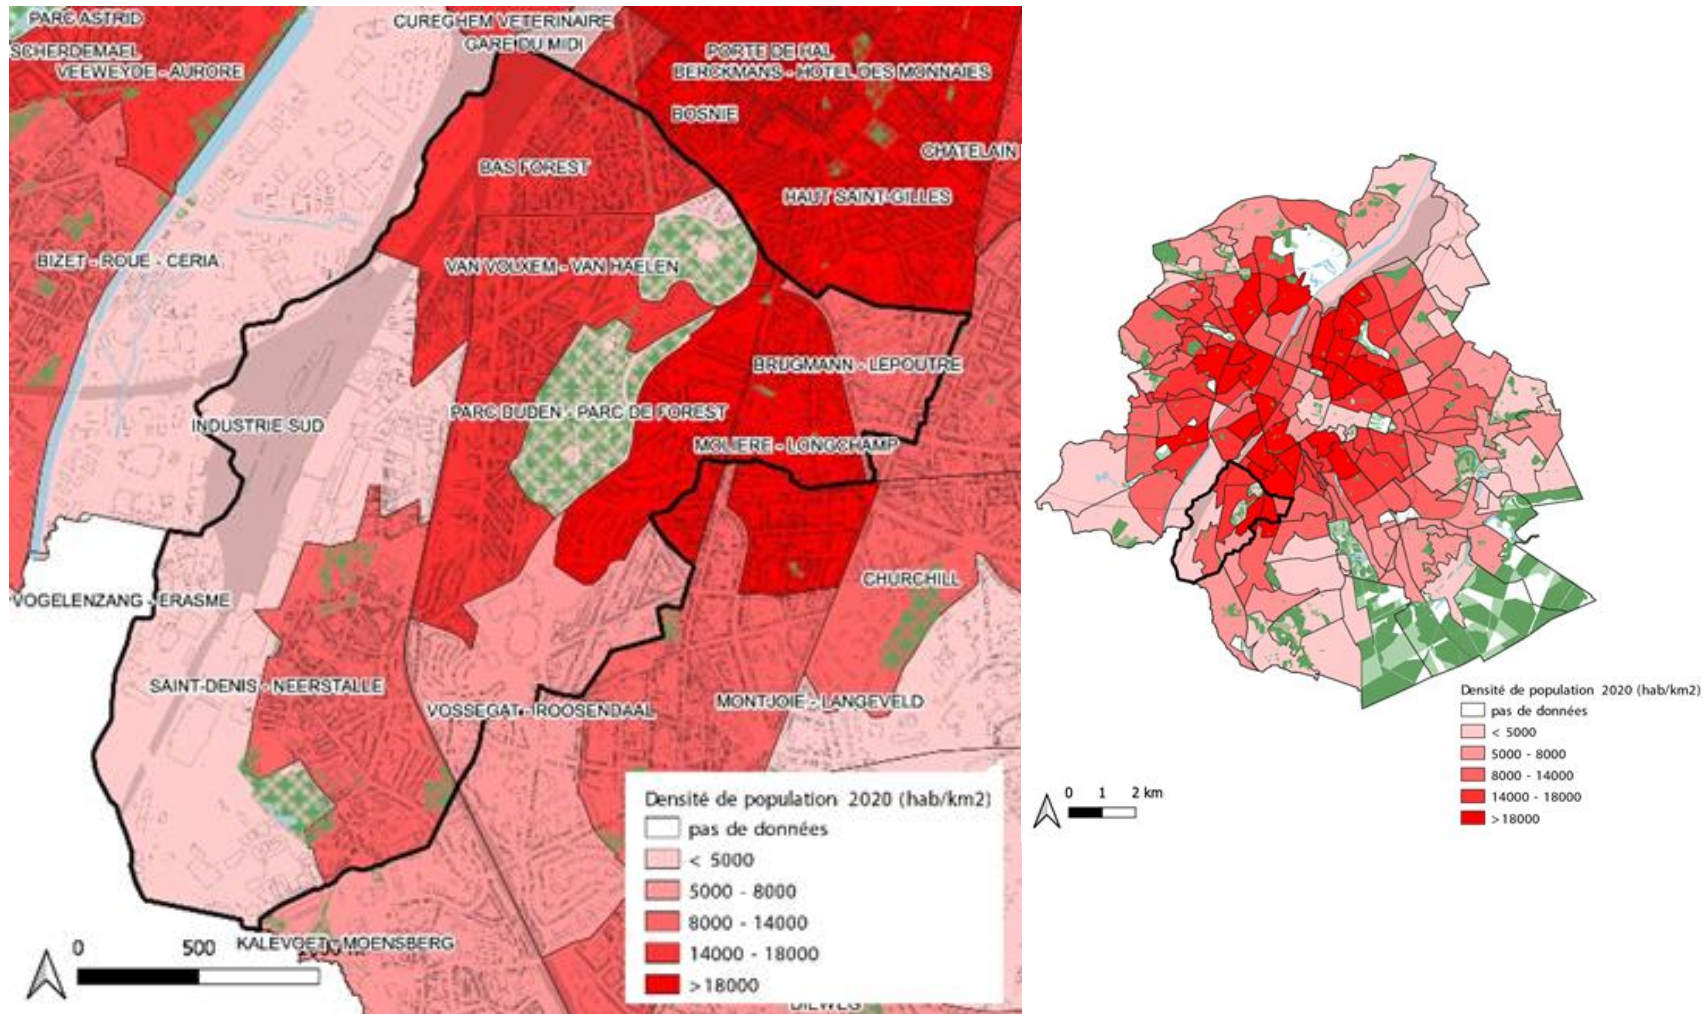 PARC ASTRID
CUREGHEM VETERINAIRE
GARE DU MIDI
SCHERDEMAEL
VEEWEYDE - AURORE
PORTE DE HAL
BERCKMANS - HOTEL DES MONNAIES
BOSNIE
CHATELAIN
BAS FOREST
HAUT SAINT-GILLES
BIZET - ROUE - CERIA
VAN VOLXEM - VAN HAELEN
BRUGMANN - LEPOUTRE
PARC DUDEN - PARC DE FOREST
INDUSTRIE SUD
MOLIERE - LONGCHAMP
CHURCHILL
VOGELENZANG - ERASME
SAINT-DENIS - NEERSTALLE
VOSSEGAT - ROOSENDAAL
MONTJOIE - LANGEVELD
KALEVOET - MOENSBERG
0 500
DIEWEG
Densité de population 2020 (hab/km2)
pas de données
< 5000
5000 - 8000
8000 - 14000
14000 - 18000
>18000
Densité de population 2020 (hab/km2)
pas de données
< 5000
5000 - 8000
8000 - 14000
14000 - 18000
>18000
0 1 2 km